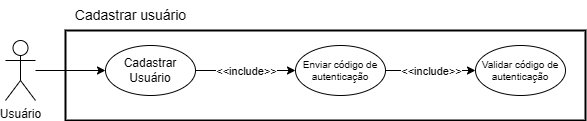 Cadastrar usuário
Cadastrar
Usuário
<<include>>
Enviar código de
autenticação
<<include>>
Validar código de
autenticação
Usuário